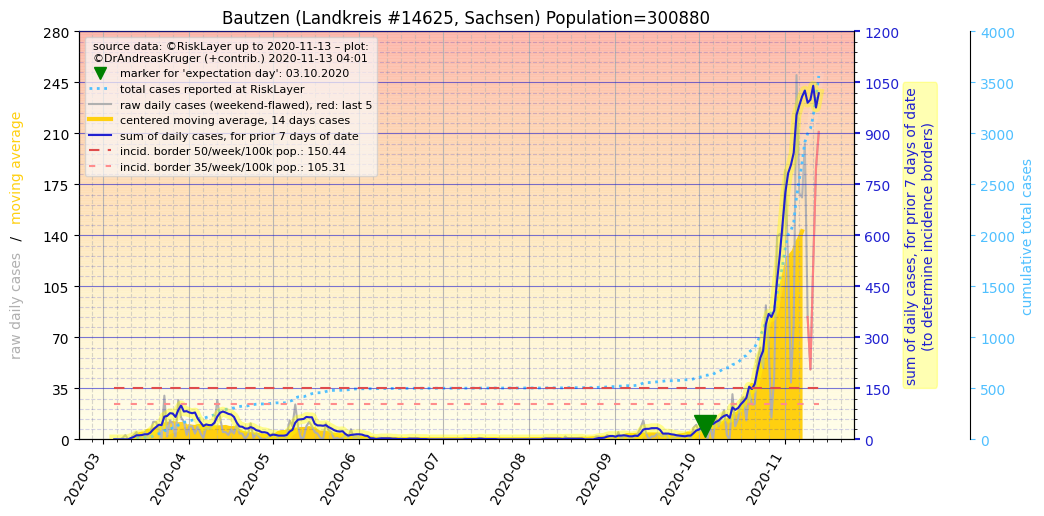 Bautzen (Landkreis #14625, Sachsen) Population=300880
source data: ©RiskLayer up to 2020-11-13 – plot:
©DrAndreasKruger (+contrib.) 2020-11-13 04:01
marker for 'expectation day': 03.10.2020
total cases reported at RiskLayer
raw daily cases (weekend-flawed), red: last 5
centered moving average, 14 days cases
sum of daily cases, for prior 7 days of date
incid. border 50/week/100k pop.: 150.44
incid. border 35/week/100k pop.: 105.31
raw daily cases / moving average
280
245
210
175
140
105
70
35
0
2020-03
2020-04
2020-05
2020-06
2020-07
2020-08
2020-09
2020-10
2020-11
1200
1050
900
750
600
450
300
150
0
sum of daily cases, for prior 7 days of date
(to determine incidence borders)
4000
3500
3000
2500
2000
1500
1000
500
0
cumulative total cases